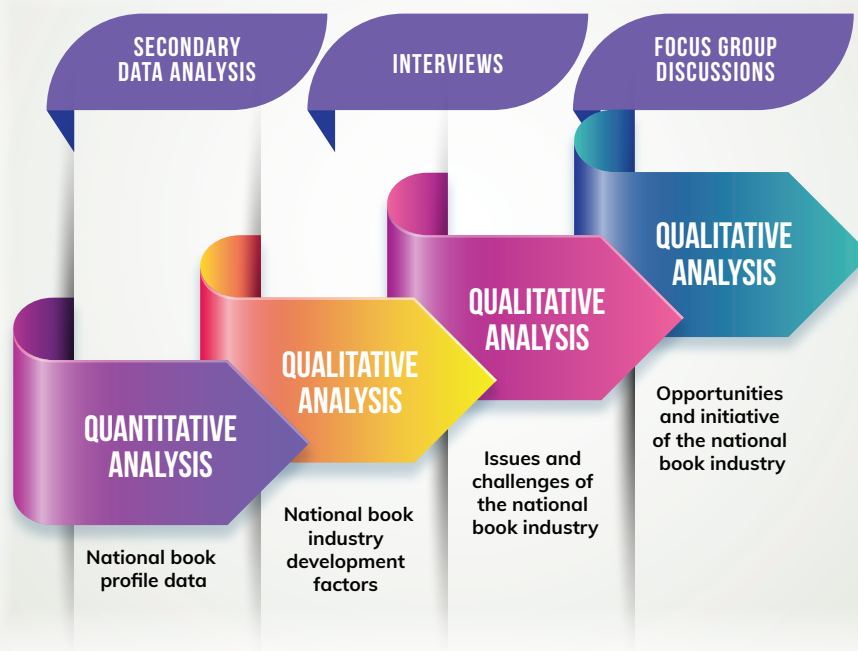 SECONDARY
DATA ANALYSIS
INTERVIEWS
FOCUS GROUP
DISCUSSIONS
QUANTITATIVE
ANALYSIS
National book
profile data
QUALITATIVE
ANALYSIS
National book
industry
development
factors
QUALITATIVE
ANALYSIS
Issues and
challenges of
the national
book industry
QUALITATIVE
ANALYSIS
Opportunities
and initiative
of the national
book industry